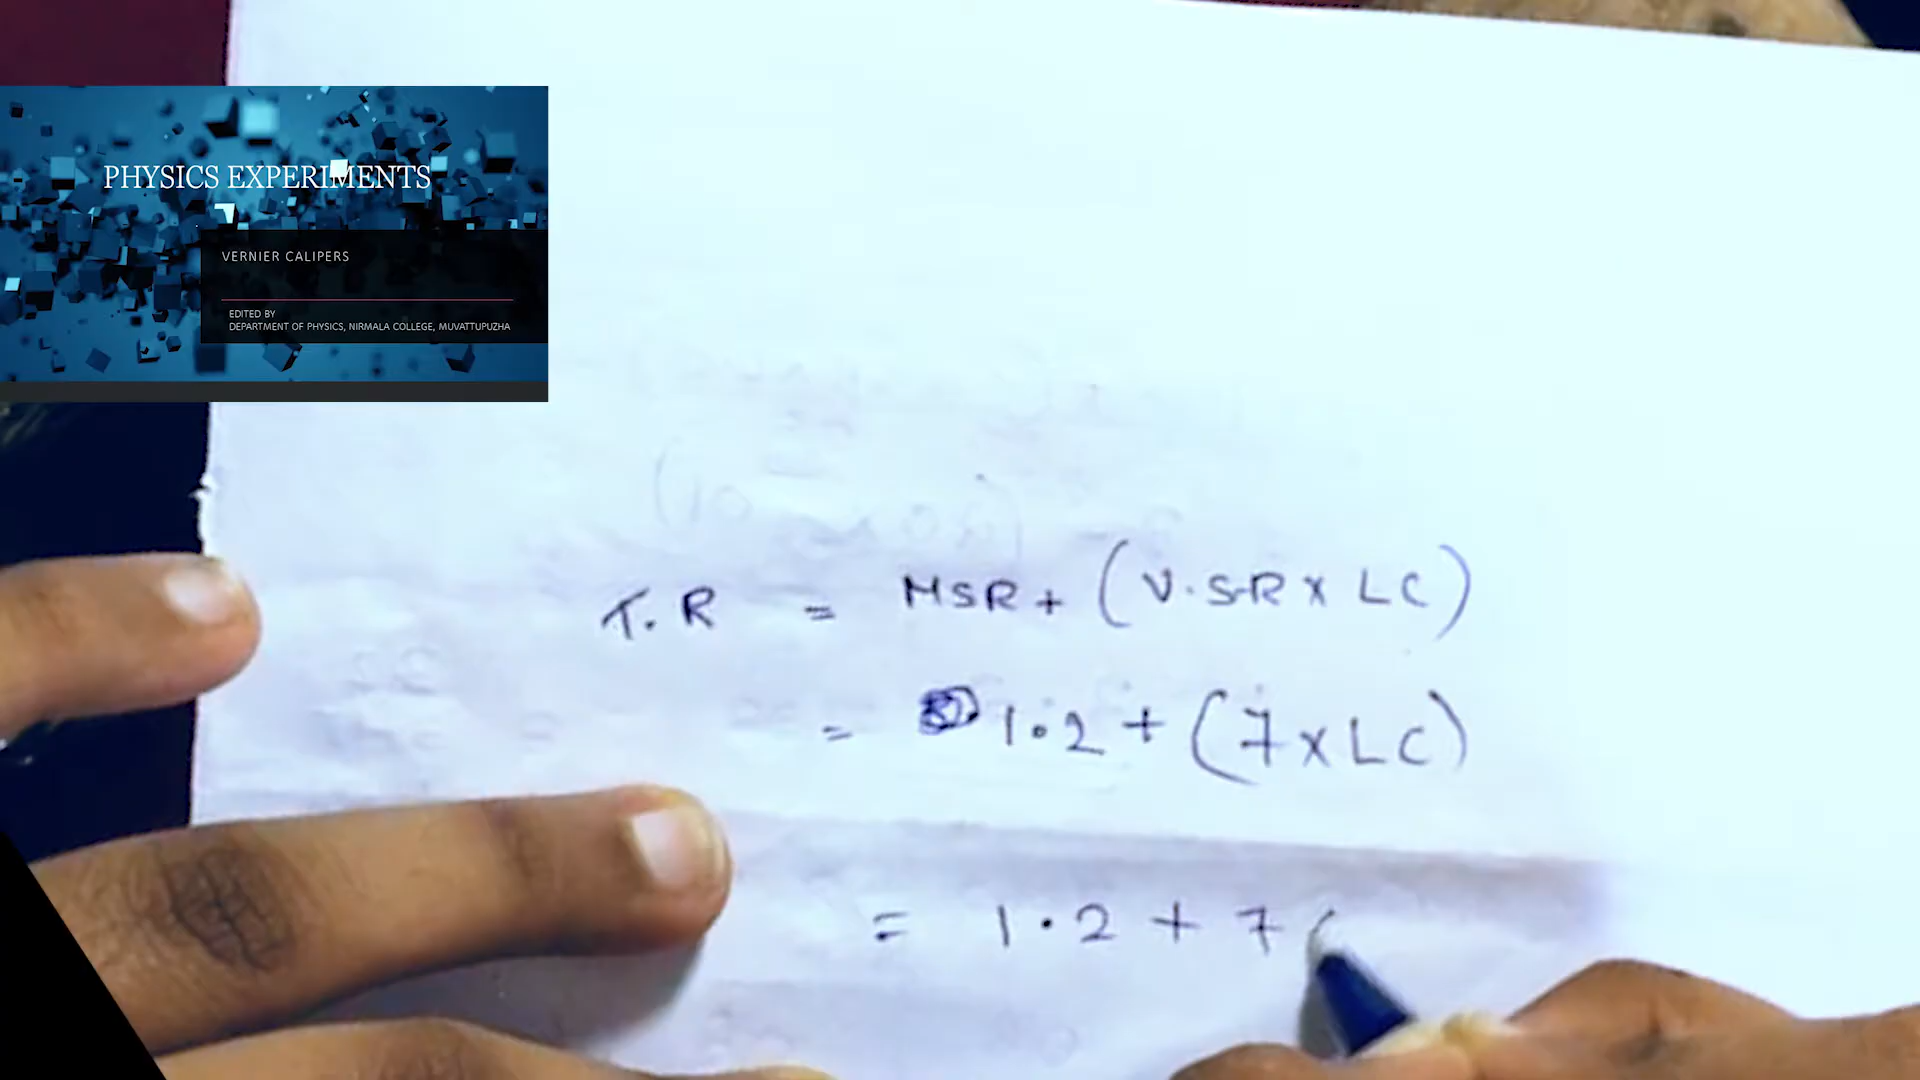 PHYSICS EXPERIMENTS
VERNIER CALIPERS
EDITED BY
DEPARTMENT OF PHYSICS, NIRMALA COLLEGE, MUVATTUPUZHA
T.R = MSR + (V.S.R x LC)
= 1.2 + (7 x LC)
= 1.2 + 7 (